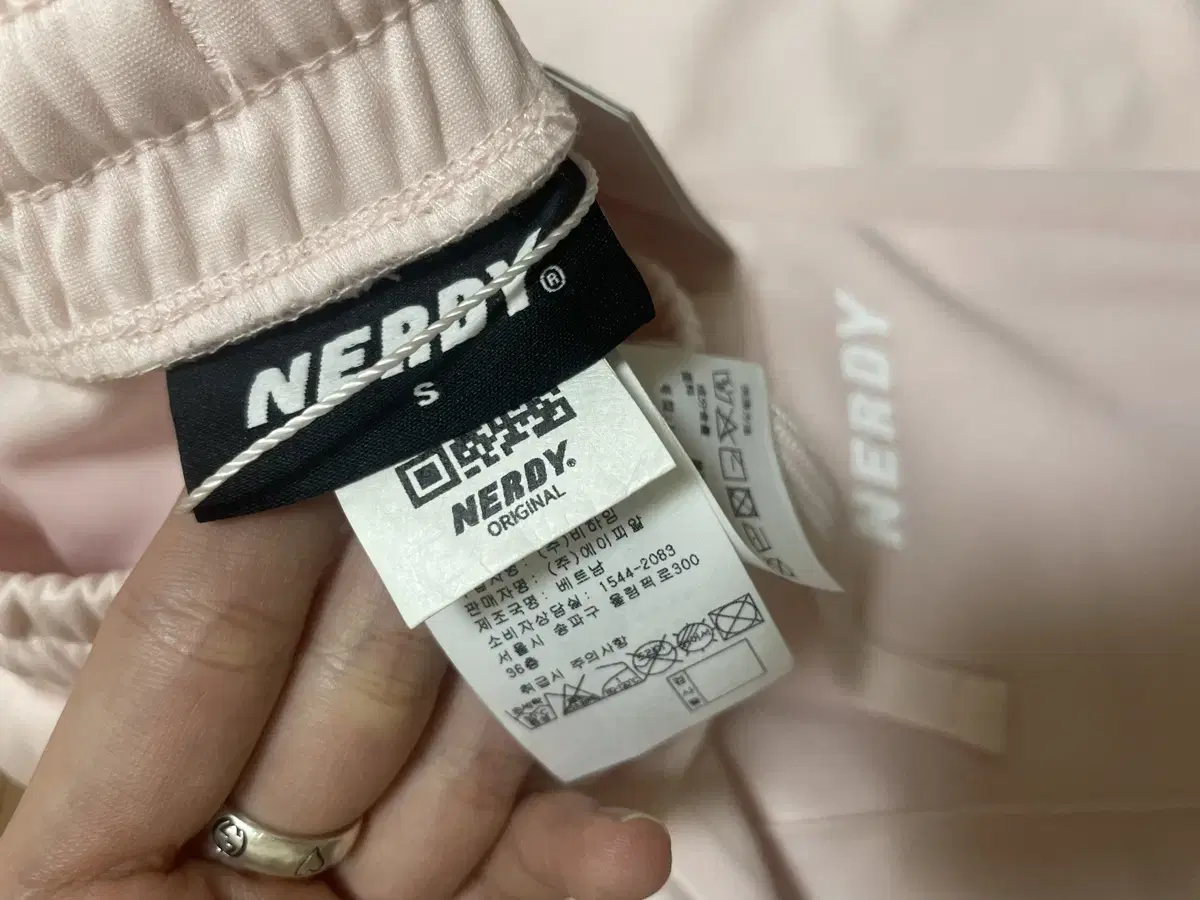 NERDY®
S
NERDY®
ORIGINAL
(주)비하임
판매자명: (주)에이피알
제조국명: 베트남
소비자상담실: 1544-2083
서울시 송파구 올림픽로300
36층
취급시 주의사항
NERDY